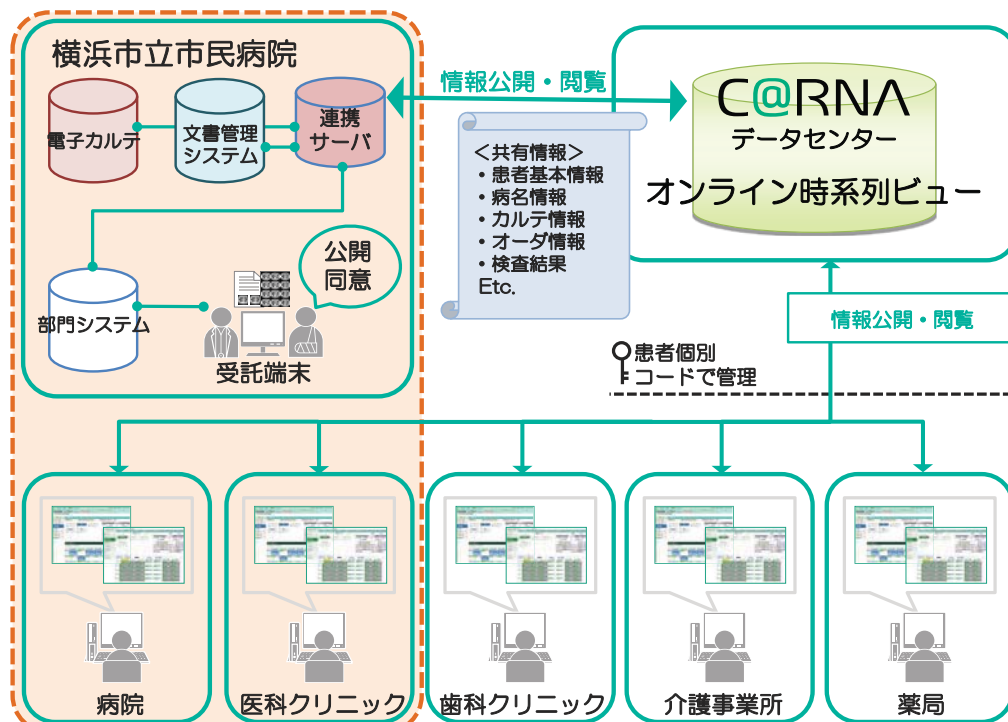 横浜市立市民病院
電子カルテ
文書管理
システム
連携
サーバ
部門システム
公開
同意
受託端末
情報公開・閲覧
＜共有情報＞
・患者基本情報
・病名情報
・カルテ情報
・オーダ情報
・検査結果
Etc.
C@RNA
データセンター
オンライン時系列ビュー
情報公開・閲覧
患者個別
コードで管理
病院
医科クリニック
歯科クリニック
介護事業所
薬局